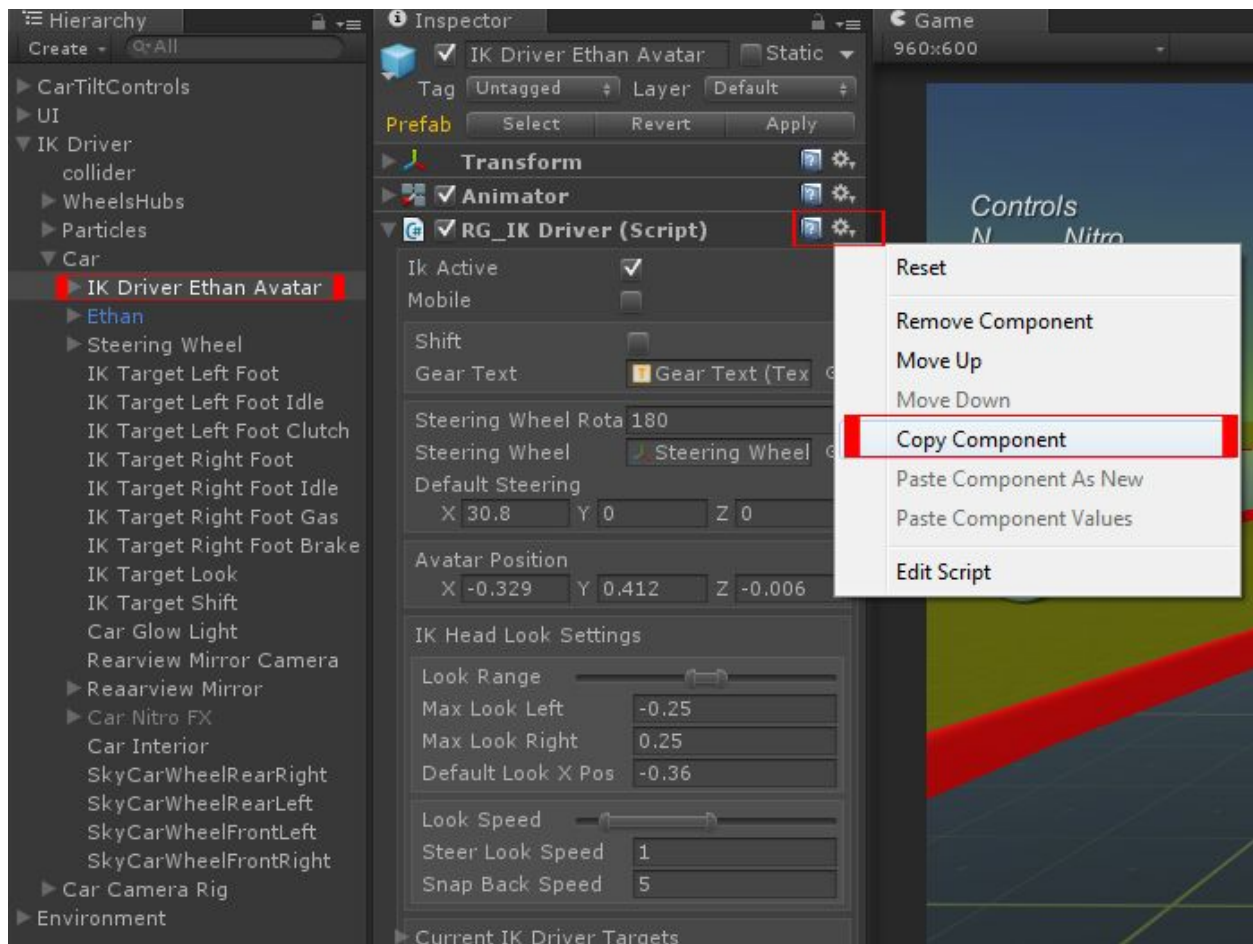 Hierarchy
Create
All
CarTiltControls
UI
IK Driver
collider
WheelsHubs
Particles
Car
IK Driver Ethan Avatar
Ethan
Steering Wheel
IK Target Left Foot
IK Target Left Foot Idle
IK Target Left Foot Clutch
IK Target Right Foot
IK Target Right Foot Idle
IK Target Right Foot Gas
IK Target Right Foot Brake
IK Target Look
IK Target Shift
Car Glow Light
Rearview Mirror Camera
Reaarview Mirror
Car Nitro FX
Car Interior
SkyCarWheelRearRight
SkyCarWheelRearLeft
SkyCarWheelFrontLeft
SkyCarWheelFrontRight
Car Camera Rig
Environment
Inspector
IK Driver Ethan Avatar Static
Tag Untagged Layer Default
Prefab Select Revert Apply
Transform
Animator
RG_IK Driver (Script)
Ik Active
Mobile
Shift
Gear Text Gear Text (Tex
Steering Wheel Rota 180
Steering Wheel Steering Wheel
Default Steering
X 30.8 Y 0 Z 0
Avatar Position
X -0.329 Y 0.412 Z -0.006
IK Head Look Settings
Look Range
Max Look Left -0.25
Max Look Right 0.25
Default Look X Pos -0.36
Look Speed
Steer Look Speed 1
Snap Back Speed 5
Current IK Driver Targets
Game
960x600
Controls
N Nitro
Reset
Remove Component
Move Up
Move Down
Copy Component
Paste Component As New
Paste Component Values
Edit Script